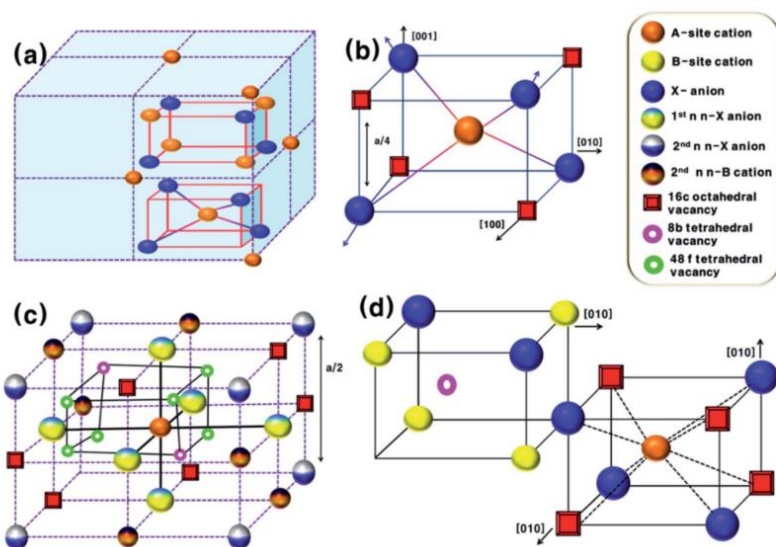 (a)
(b)
[001]
a/4
[010]
[100]
A-site cation
B-site cation
X- anion
1st n n-X anion
2nd n n-X anion
2nd n n-B cation
16c octahedral
vacancy
8b tetrahedral
vacancy
48 f tetrahedral
vacancy
(c)
a/2
(d)
[010]
[010]
[010]